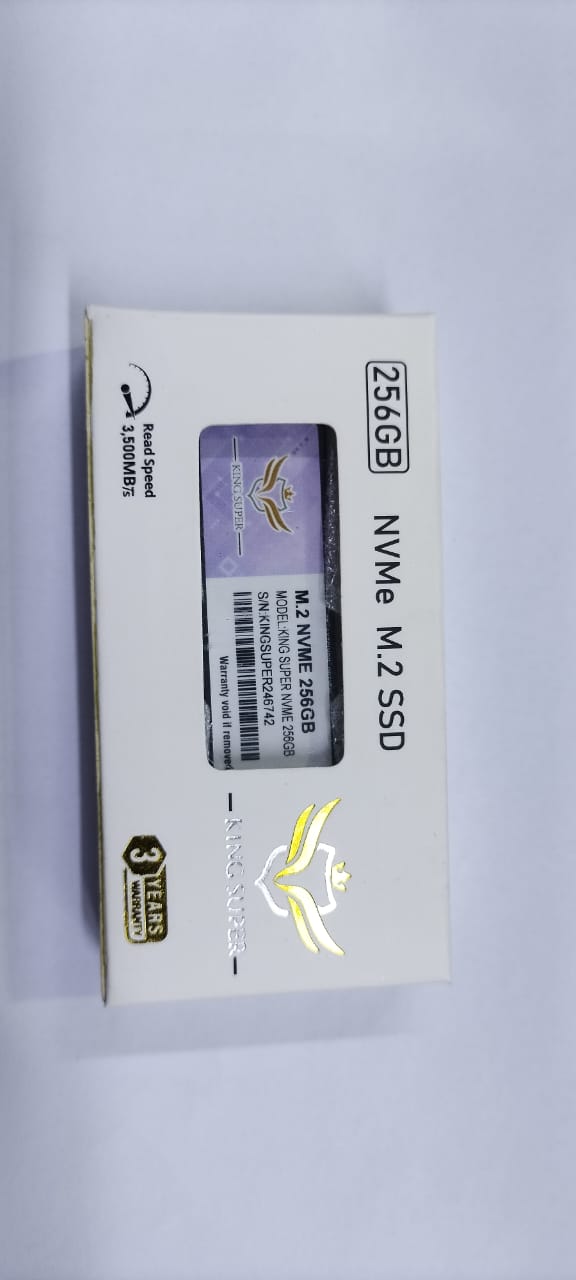 256GB NVMe M.2 SSD
KING SUPER
M.2 NVME 256GB
MODEL:KING SUPER NVME 256GB
S/N:KINGSUPER246742
Warranty void if remove
KING SUPER
Read Speed
3,500MB/s
3 YEARS
WARRANTY